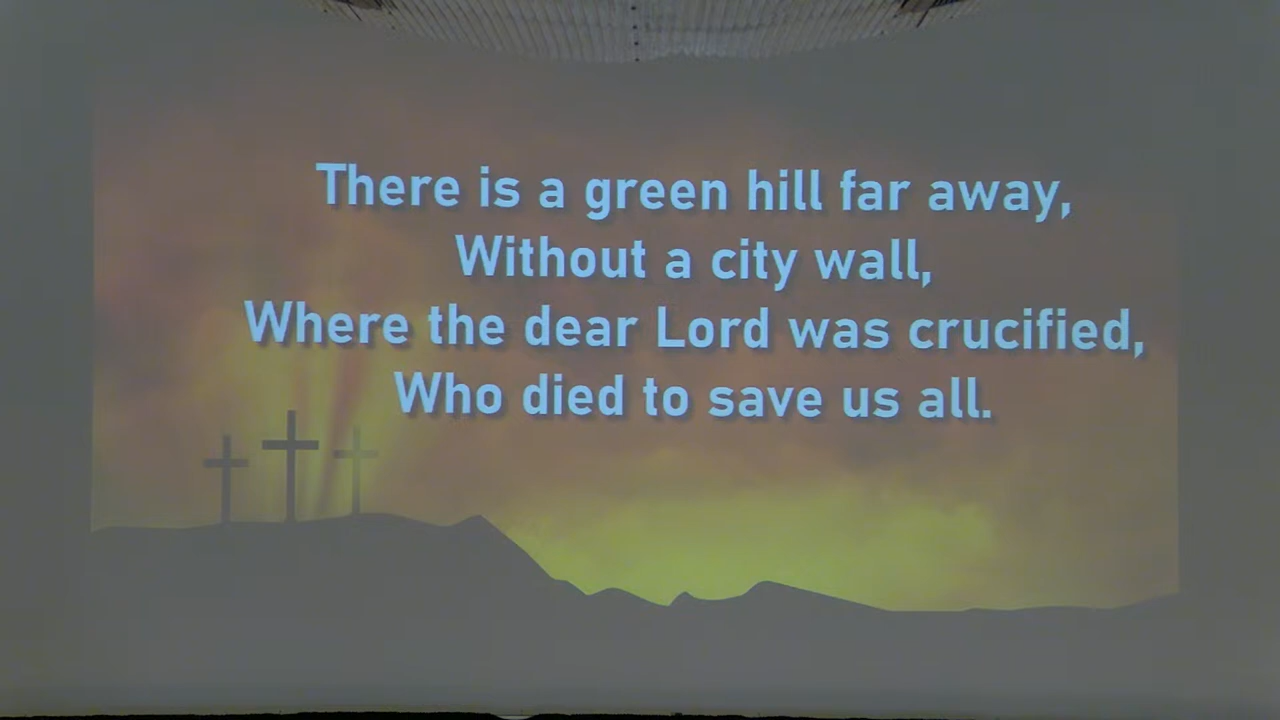 There is a green hill far away,
Without a city wall,
Where the dear Lord was crucified,
Who died to save us all.